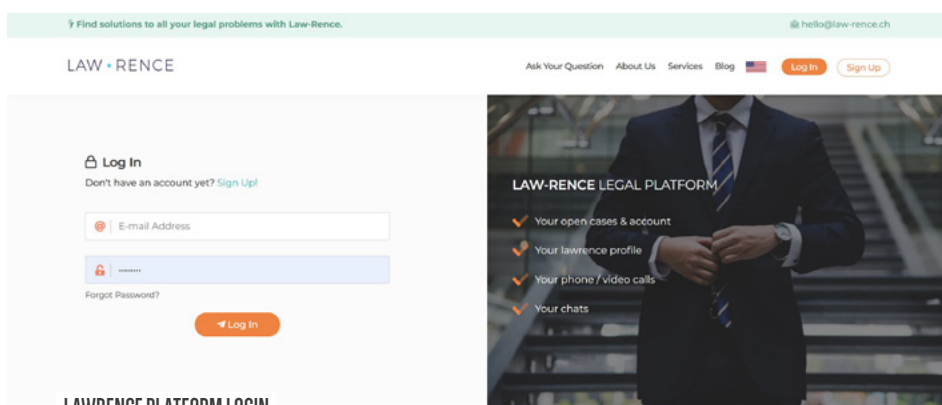 Find solutions to all your legal problems with Law-Rence.
hello@law-rence.ch
LAW • RENCE
Ask Your Question About Us Services Blog Log In Sign Up
Log In
Don't have an account yet? Sign Up!
@ E-mail Address
........
Forgot Password?
Log In
LAW-RENCE LEGAL PLATFORM
Your open cases & account
Your lawrence profile
Your phone / video calls
Your chats
LAWRENCE PLATFORM LOGIN